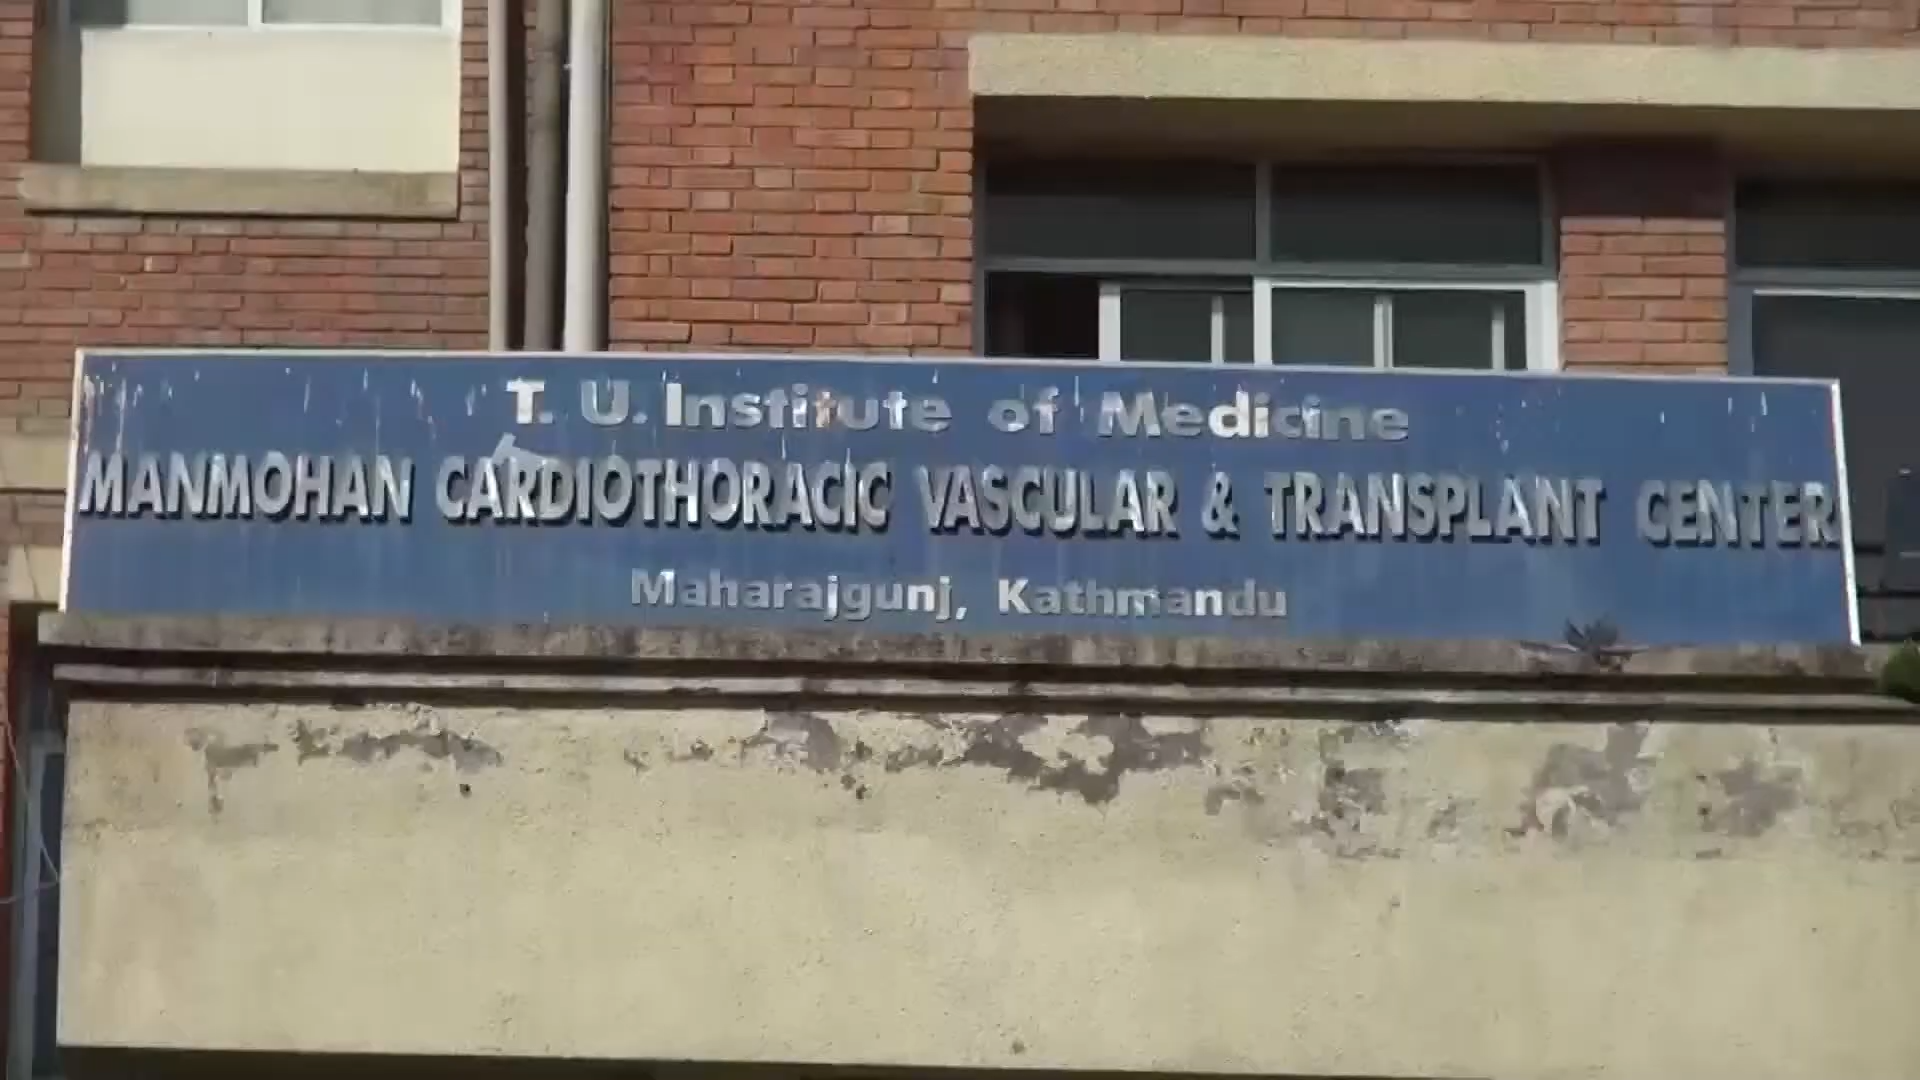 T. U. Institute of Medicine
MANMOHAN CARDIOTHORACIC VASCULAR & TRANSPLANT CENTER
Maharajgunj, Kathmandu